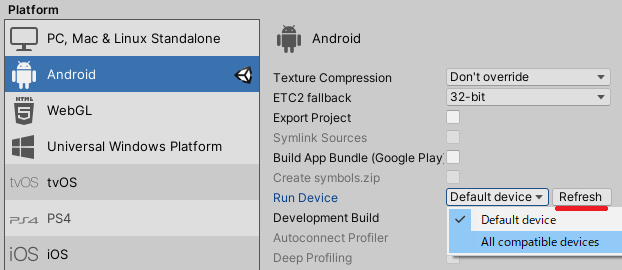 Platform
PC, Mac & Linux Standalone
Android
WebGL
Universal Windows Platform
tvOS tvOS
PS4 PS4
iOS iOS
Android
Texture Compression Don't override
ETC2 fallback 32-bit
Export Project
Symlink Sources
Build App Bundle (Google Play)
Create symbols.zip
Run Device Default device Refresh
Development Build Default device
Autoconnect Profiler All compatible devices
Deep Profiling